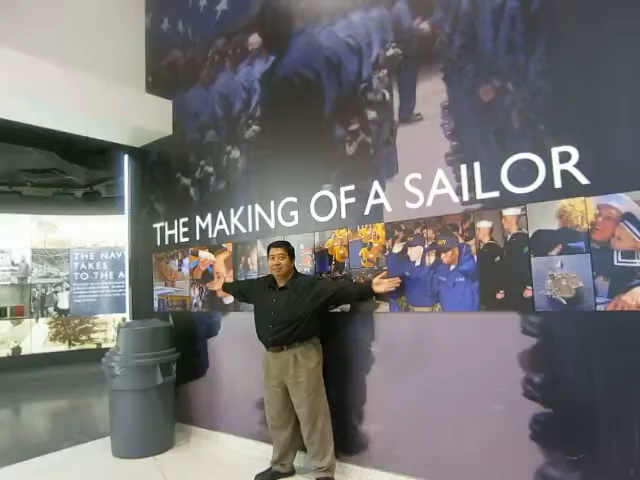 THE MAKING OF A SAILOR
THE NAVY
TAKES
TO THE A